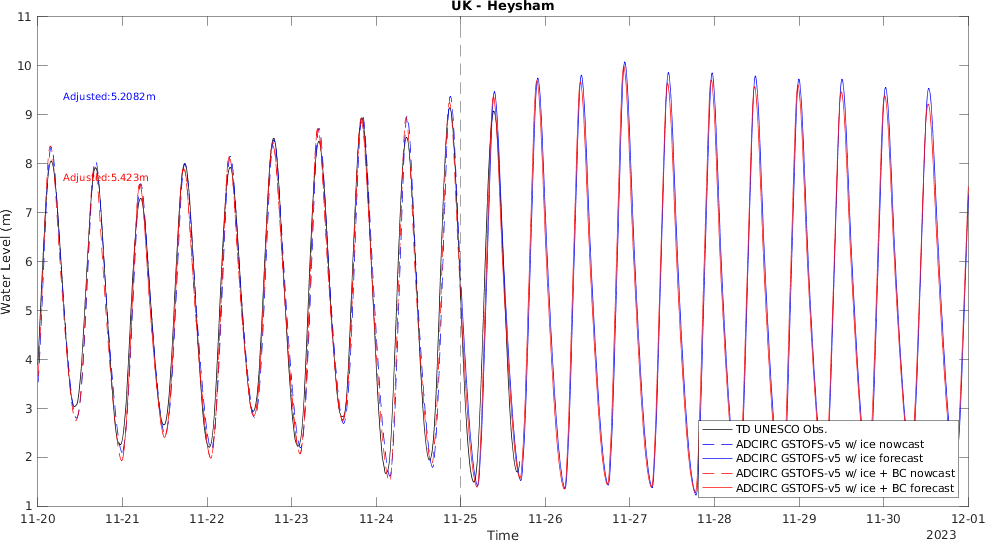 UK - Heysham
11
10
9
8
7
6
5
4
3
2
1
Water Level (m)
Adjusted:5.2082m
Adjusted:5.423m
TD UNESCO Obs.
ADCIRC GSTOFS-v5 w/ ice nowcast
ADCIRC GSTOFS-v5 w/ ice forecast
ADCIRC GSTOFS-v5 w/ ice + BC nowcast
ADCIRC GSTOFS-v5 w/ ice + BC forecast
11-20 11-21 11-22 11-23 11-24 11-25 11-26 11-27 11-28 11-29 11-30 12-01
Time
2023